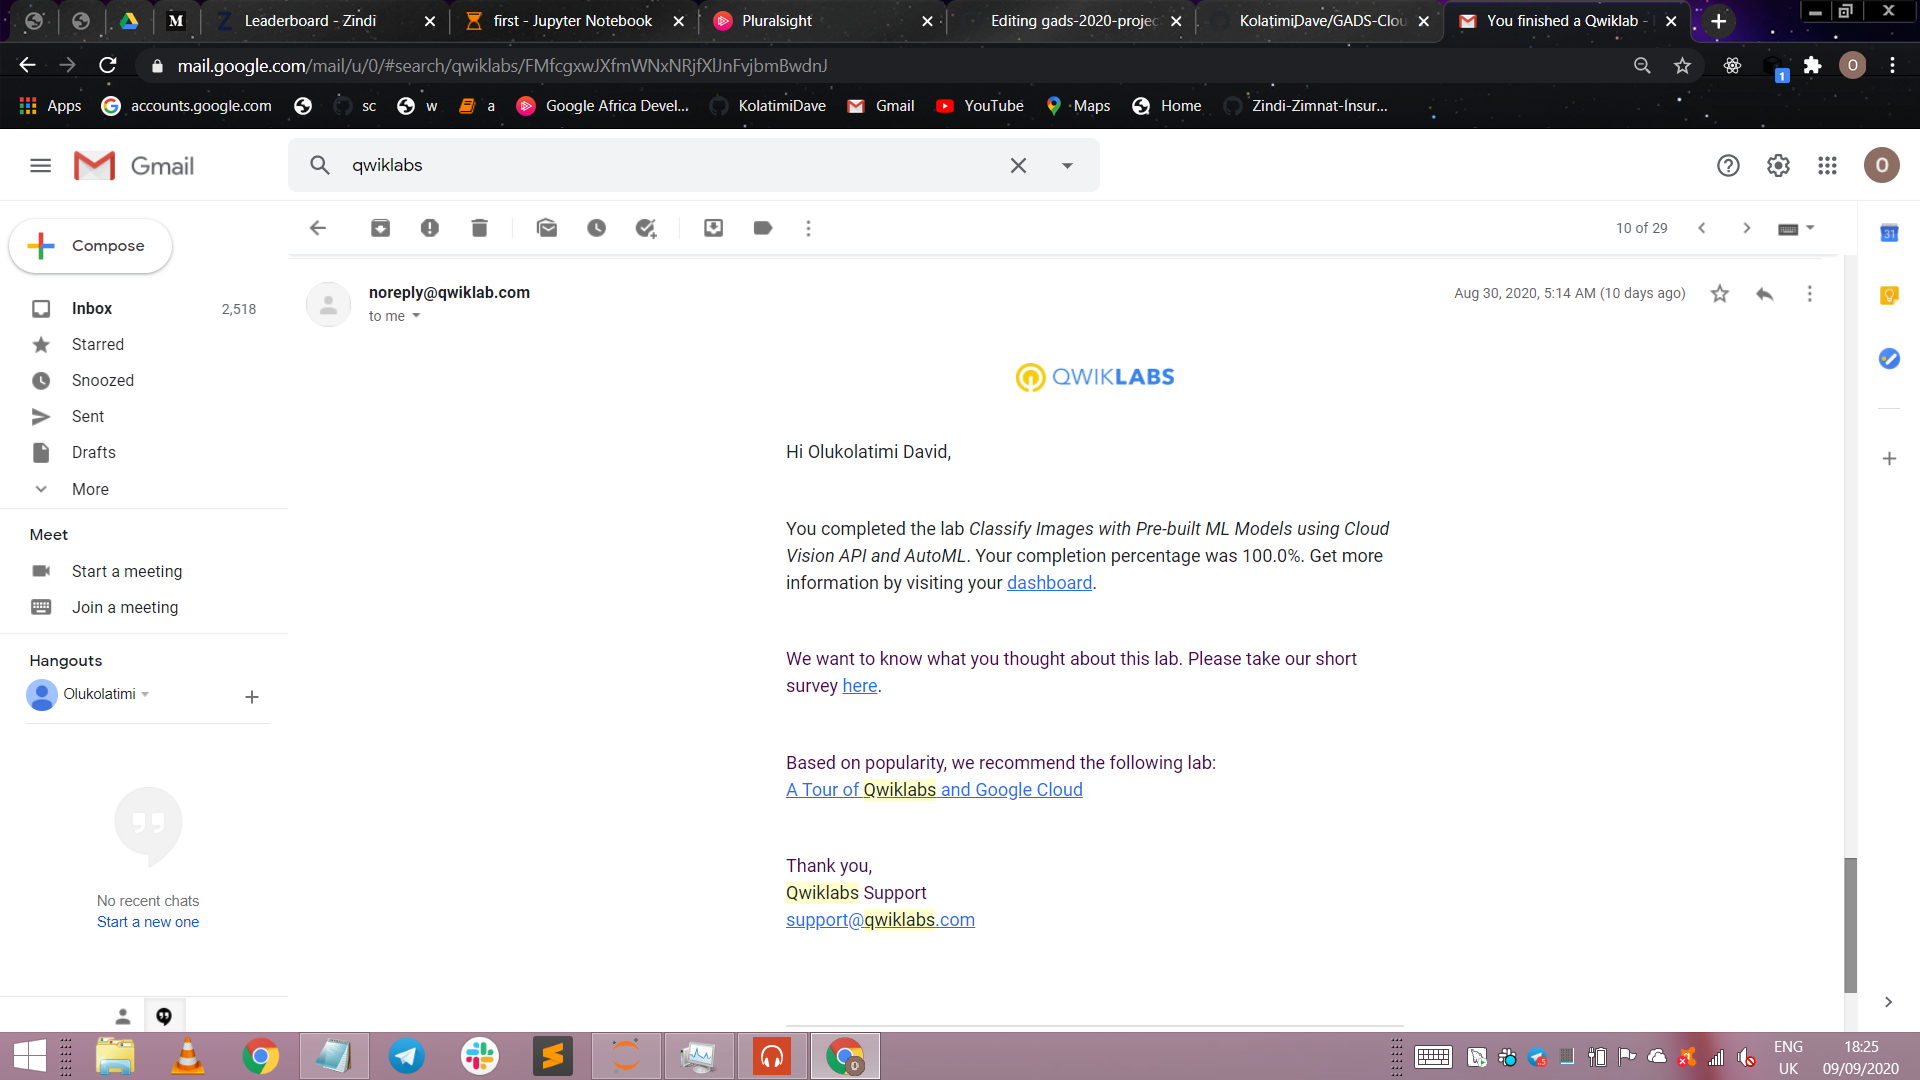 Leaderboard - Zindi
first - Jupyter Notebook
Pluralsight
Editing gads-2020-projec
KolatimiDave/GADS-Clou
You finished a Qwiklab -
mail.google.com/mail/u/0/#search/qwiklabs/FMfcgxwJXfmWNxNRjfXlJnFvjbmBwdnJ
O
1
Apps
accounts.google.com
sc
w
a
Google Africa Devel...
KolatimiDave
Gmail
YouTube
Maps
Home
Zindi-Zimnat-Insur...
Gmail
qwiklabs
O
Compose
10 of 29
31
Inbox 2,518
Starred
Snoozed
Sent
Drafts
More
Meet
Start a meeting
Join a meeting
Hangouts
Olukolatimi
No recent chats
Start a new one
noreply@qwiklab.com
to me
Aug 30, 2020, 5:14 AM (10 days ago)
QWIKLABS
Hi Olukolatimi David,
You completed the lab Classify Images with Pre-built ML Models using Cloud
Vision API and AutoML. Your completion percentage was 100.0%. Get more
information by visiting your dashboard.
We want to know what you thought about this lab. Please take our short
survey here.
Based on popularity, we recommend the following lab:
A Tour of Qwiklabs and Google Cloud
Thank you,
Qwiklabs Support
support@qwiklabs.com
ENG
UK
18:25
09/09/2020